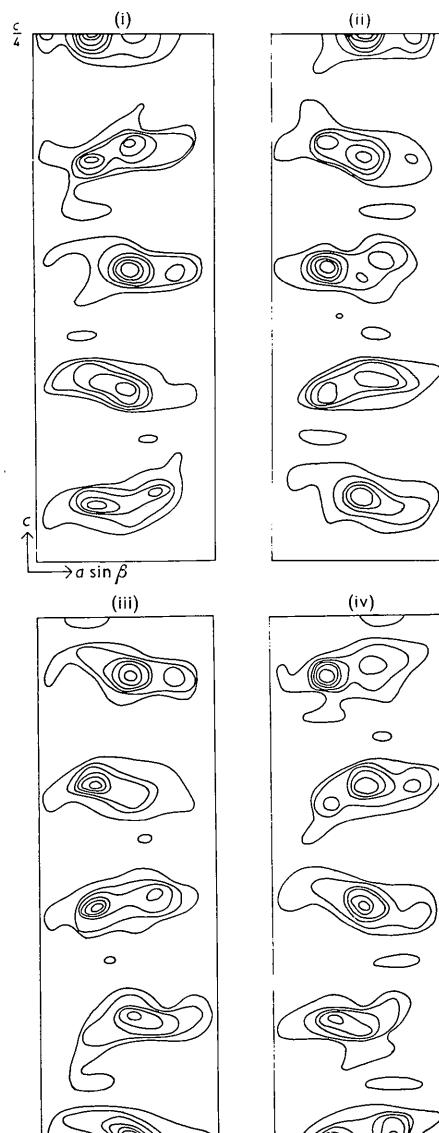 (i) (ii)
c/4
c
a sin β
(iii) (iv)